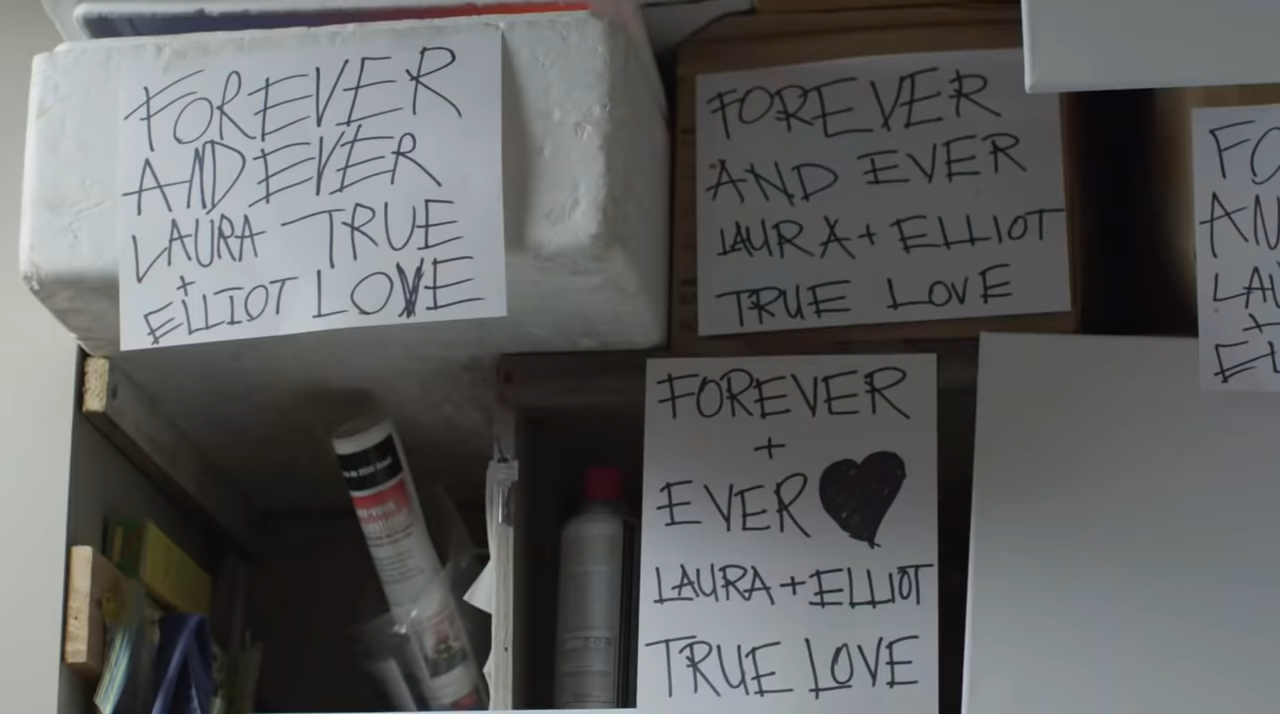 FOREVER
AND EVER
LAURA TRUE
+
ELLIOT LOVE
FOREVER
AND EVER
LAURA + ELLIOT
TRUE LOVE
FOREVER
+
EVER
LAURA + ELLIOT
TRUE LOVE